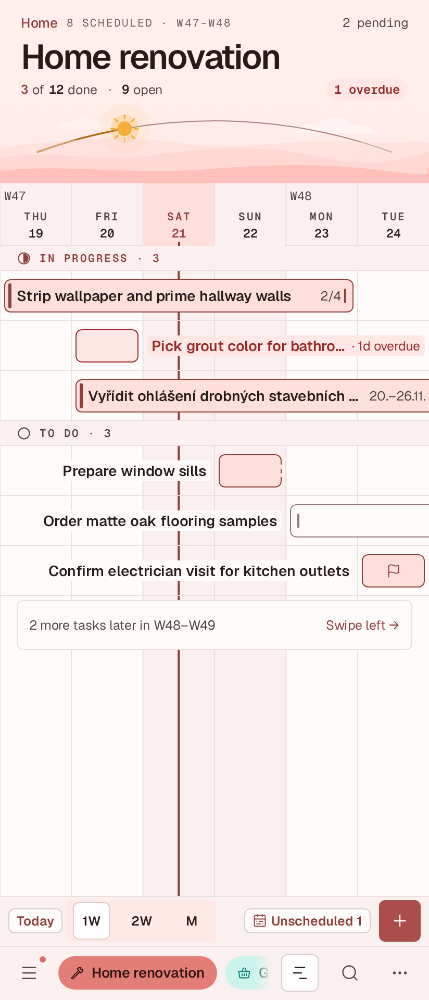 Home 8 SCHEDULED · W47–W48 2 pending
Home renovation
3 of 12 done · 9 open 1 overdue
W47 W48
THU FRI SAT SUN MON TUE
19 20 21 22 23 24
IN PROGRESS · 3
Strip wallpaper and prime hallway walls 2/4
Pick grout color for bathro… · 1d overdue
Vyřídit ohlášení drobných stavebních … 20.–26.11.
TO DO · 3
Prepare window sills
Order matte oak flooring samples
Confirm electrician visit for kitchen outlets
2 more tasks later in W48–W49 Swipe left →
Today 1W 2W M Unscheduled 1 +
Home renovation G